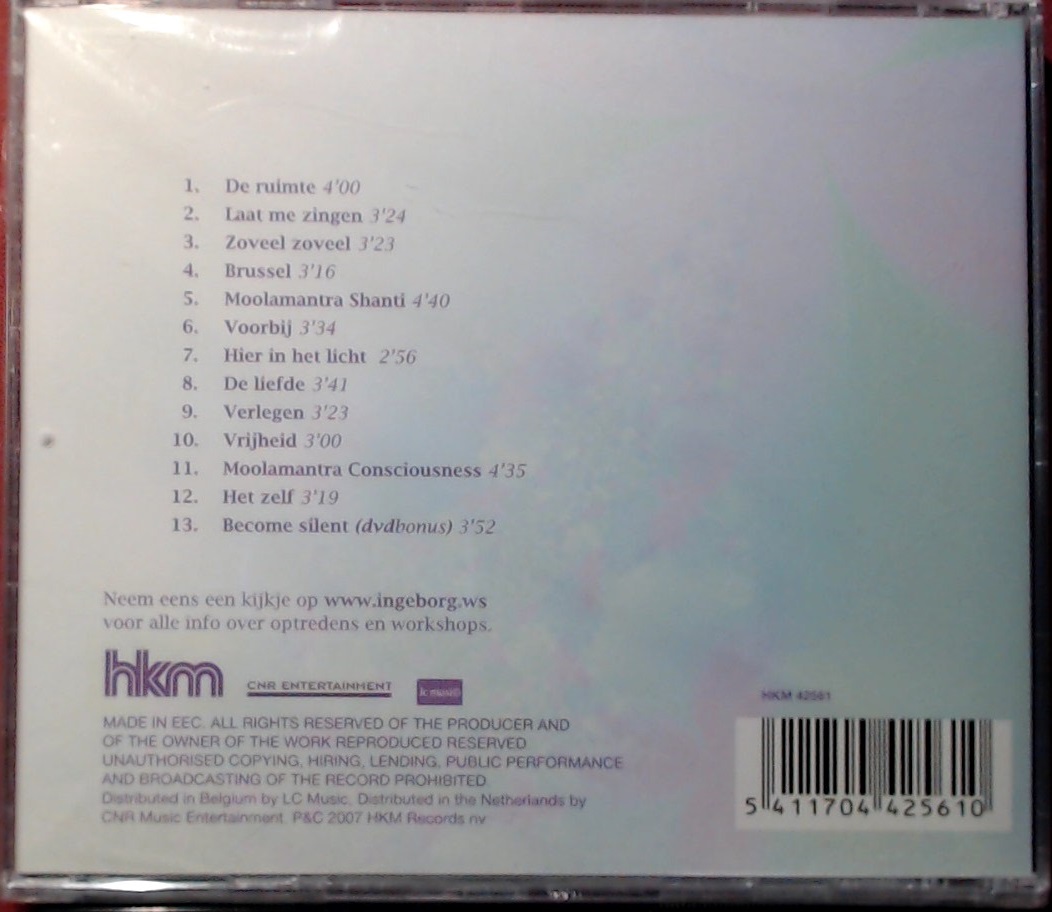 1. De ruimte 4'00
2. Laat me zingen 3'24
3. Zoveel zoveel 3'23
4. Brussel 3'16
5. Moolamantra Shanti 4'40
6. Voorbij 3'34
7. Hier in het licht 2'56
8. De liefde 3'41
9. Verlegen 3'23
10. Vrijheid 3'00
11. Moolamantra Consciousness 4'35
12. Het zelf 3'19
13. Become silent (dvdbonus) 3'52
Neem eens een kijkje op www.ingeborg.ws
voor alle info over optredens en workshops.
hkm CNR ENTERTAINMENT
MADE IN EEC. ALL RIGHTS RESERVED OF THE PRODUCER AND
OF THE OWNER OF THE WORK REPRODUCED RESERVED
UNAUTHORISED COPYING, HIRING, LENDING, PUBLIC PERFORMANCE
AND BROADCASTING OF THE RECORD PROHIBITED
Distributed in Belgium by LC Music. Distributed in the Netherlands by
CNR Music Entertainment. P&C 2007 HKM Records nv
HKM 42561
5 411704 425610